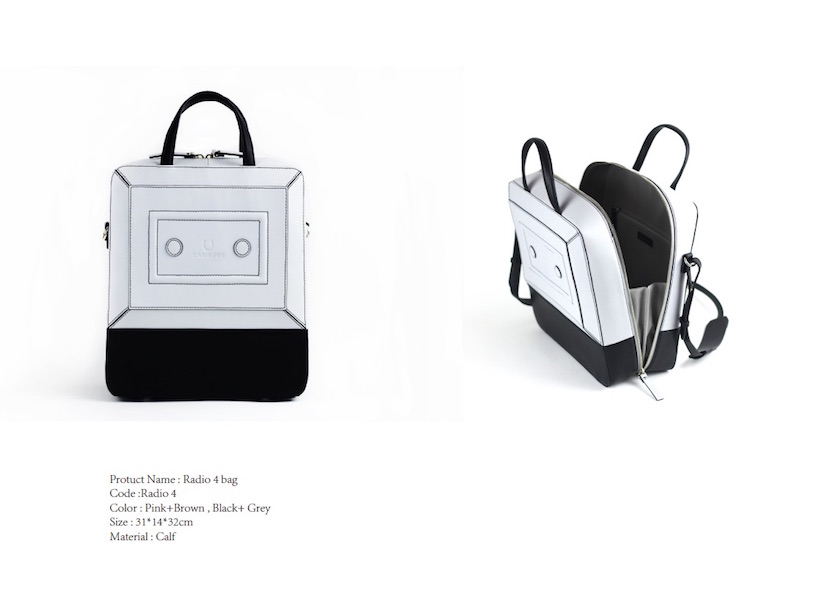 Protuct Name : Radio 4 bag
Code :Radio 4
Color : Pink+Brown , Black+ Grey
Size : 31*14*32cm
Material : Calf